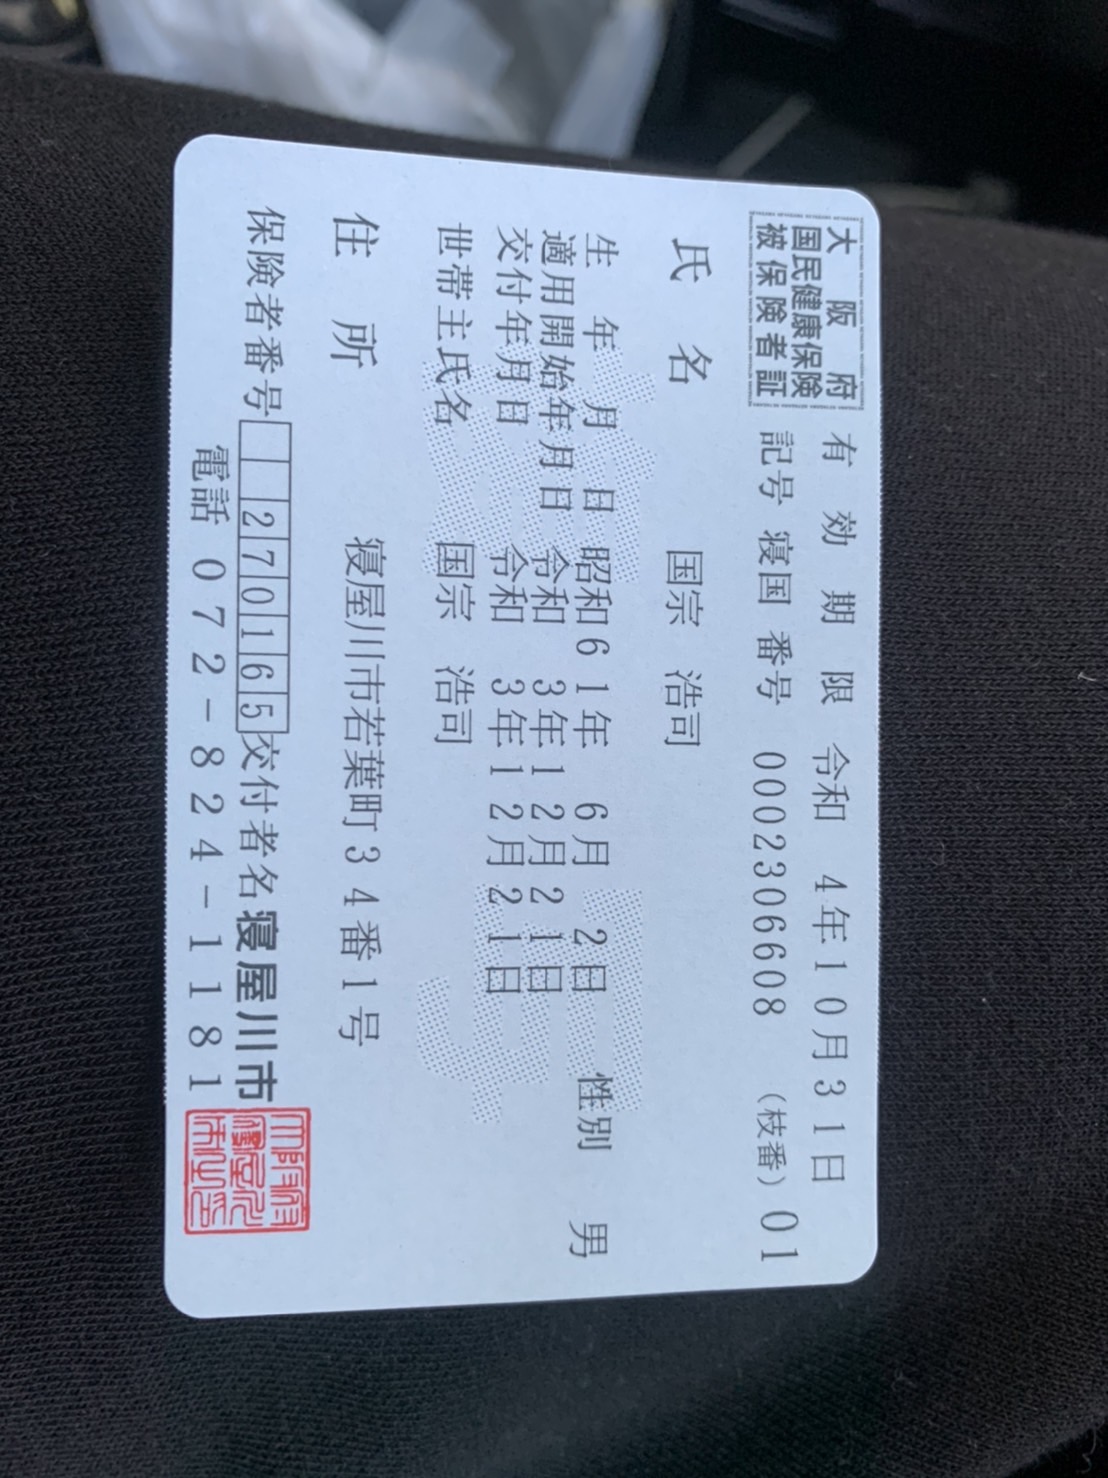 大阪府
国民健康保険
被保険者証
有効期限 令和 4年10月31日
記号 寝国 番号 0002306608 (枝番) 01
氏名 国宗 浩司
生年月日 昭和61年 6月 2日 性別 男
適用開始年月日 令和 3年12月21日
交付年月日 令和 3年12月21日
世帯主氏名 国宗 浩司
住所 寝屋川市若葉町34番1号
保険者番号 270165 交付者名 寝屋川市
電話 072-824-1181